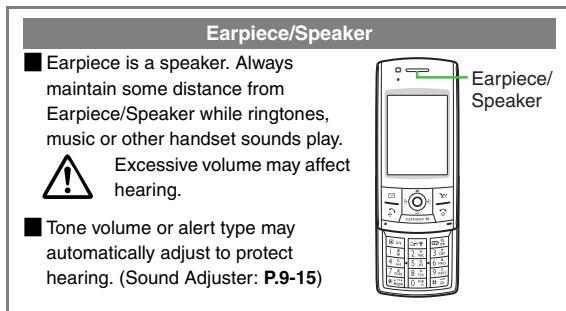 Earpiece/Speaker
Earpiece is a speaker. Always
maintain some distance from
Earpiece/Speaker while ringtones,
music or other handset sounds play.
Excessive volume may affect
hearing.
Tone volume or alert type may
automatically adjust to protect
hearing. (Sound Adjuster: P.9-15)
Earpiece/
Speaker